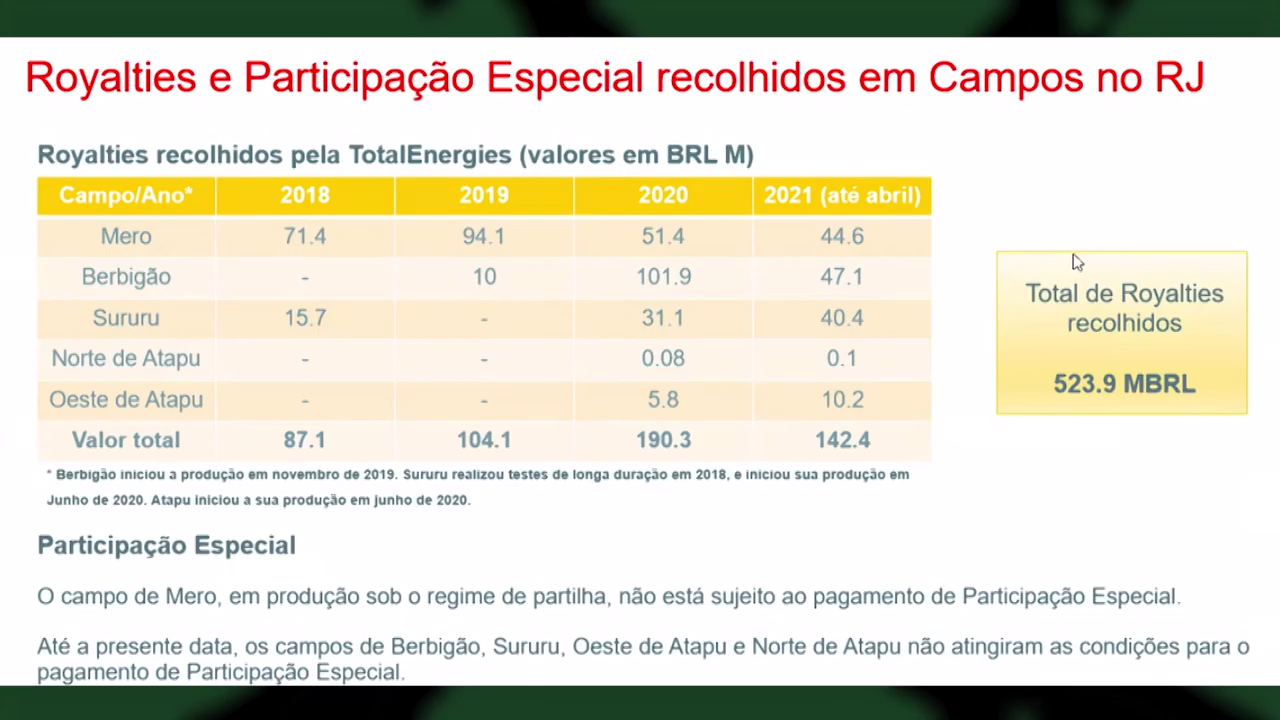 Royalties e Participação Especial recolhidos em Campos no RJ
Royalties recolhidos pela TotalEnergies (valores em BRL M)
Campo/Ano* 2018 2019 2020 2021 (até abril)
Mero 71.4 94.1 51.4 44.6
Berbigão - 10 101.9 47.1
Sururu 15.7 - 31.1 40.4
Norte de Atapu - - 0.08 0.1
Oeste de Atapu - - 5.8 10.2
Valor total 87.1 104.1 190.3 142.4
* Berbigão iniciou a produção em novembro de 2019. Sururu realizou testes de longa duração em 2018, e iniciou sua produção em
Junho de 2020. Atapu iniciou a sua produção em junho de 2020.
Total de Royalties
recolhidos
523.9 MBRL
Participação Especial
O campo de Mero, em produção sob o regime de partilha, não está sujeito ao pagamento de Participação Especial.
Até a presente data, os campos de Berbigão, Sururu, Oeste de Atapu e Norte de Atapu não atingiram as condições para o
pagamento de Participação Especial.